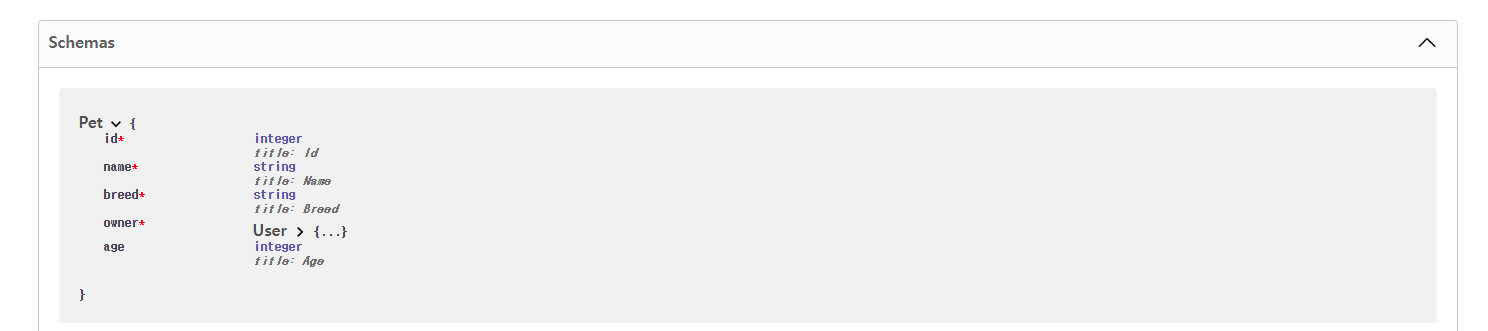 Schemas
Pet {
id* integer
title: Id
name* string
title: Name
breed* string
title: Breed
owner* User > {...}
age integer
title: Age
}